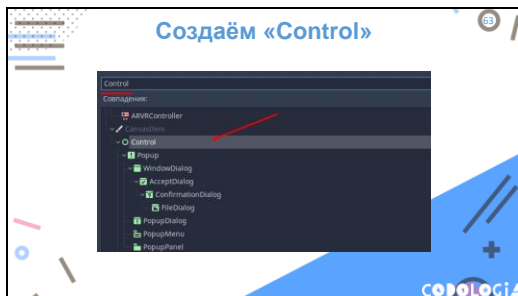 63
Создаём «Control»
Control
Совпадения:
ARVRController
CanvasItem
Control
Popup
WindowDialog
AcceptDialog
ConfirmationDialog
FileDialog
PopupDialog
PopupMenu
PopupPanel
CODOLOGIA